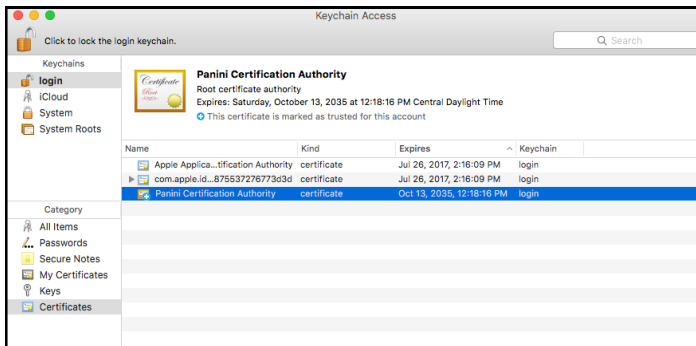 Keychain Access
Click to lock the login keychain.
Search
Keychains
login
iCloud
System
System Roots
Certificate
Root
Panini Certification Authority
Root certificate authority
Expires: Saturday, October 13, 2035 at 12:18:16 PM Central Daylight Time
This certificate is marked as trusted for this account
Name Kind Expires Keychain
Apple Applica...tification Authority certificate Jul 26, 2017, 2:16:09 PM login
com.apple.id...875537276773d3d certificate Jul 26, 2017, 2:16:09 PM login
Panini Certification Authority certificate Oct 13, 2035, 12:18:16 PM login
Category
All Items
Passwords
Secure Notes
My Certificates
Keys
Certificates